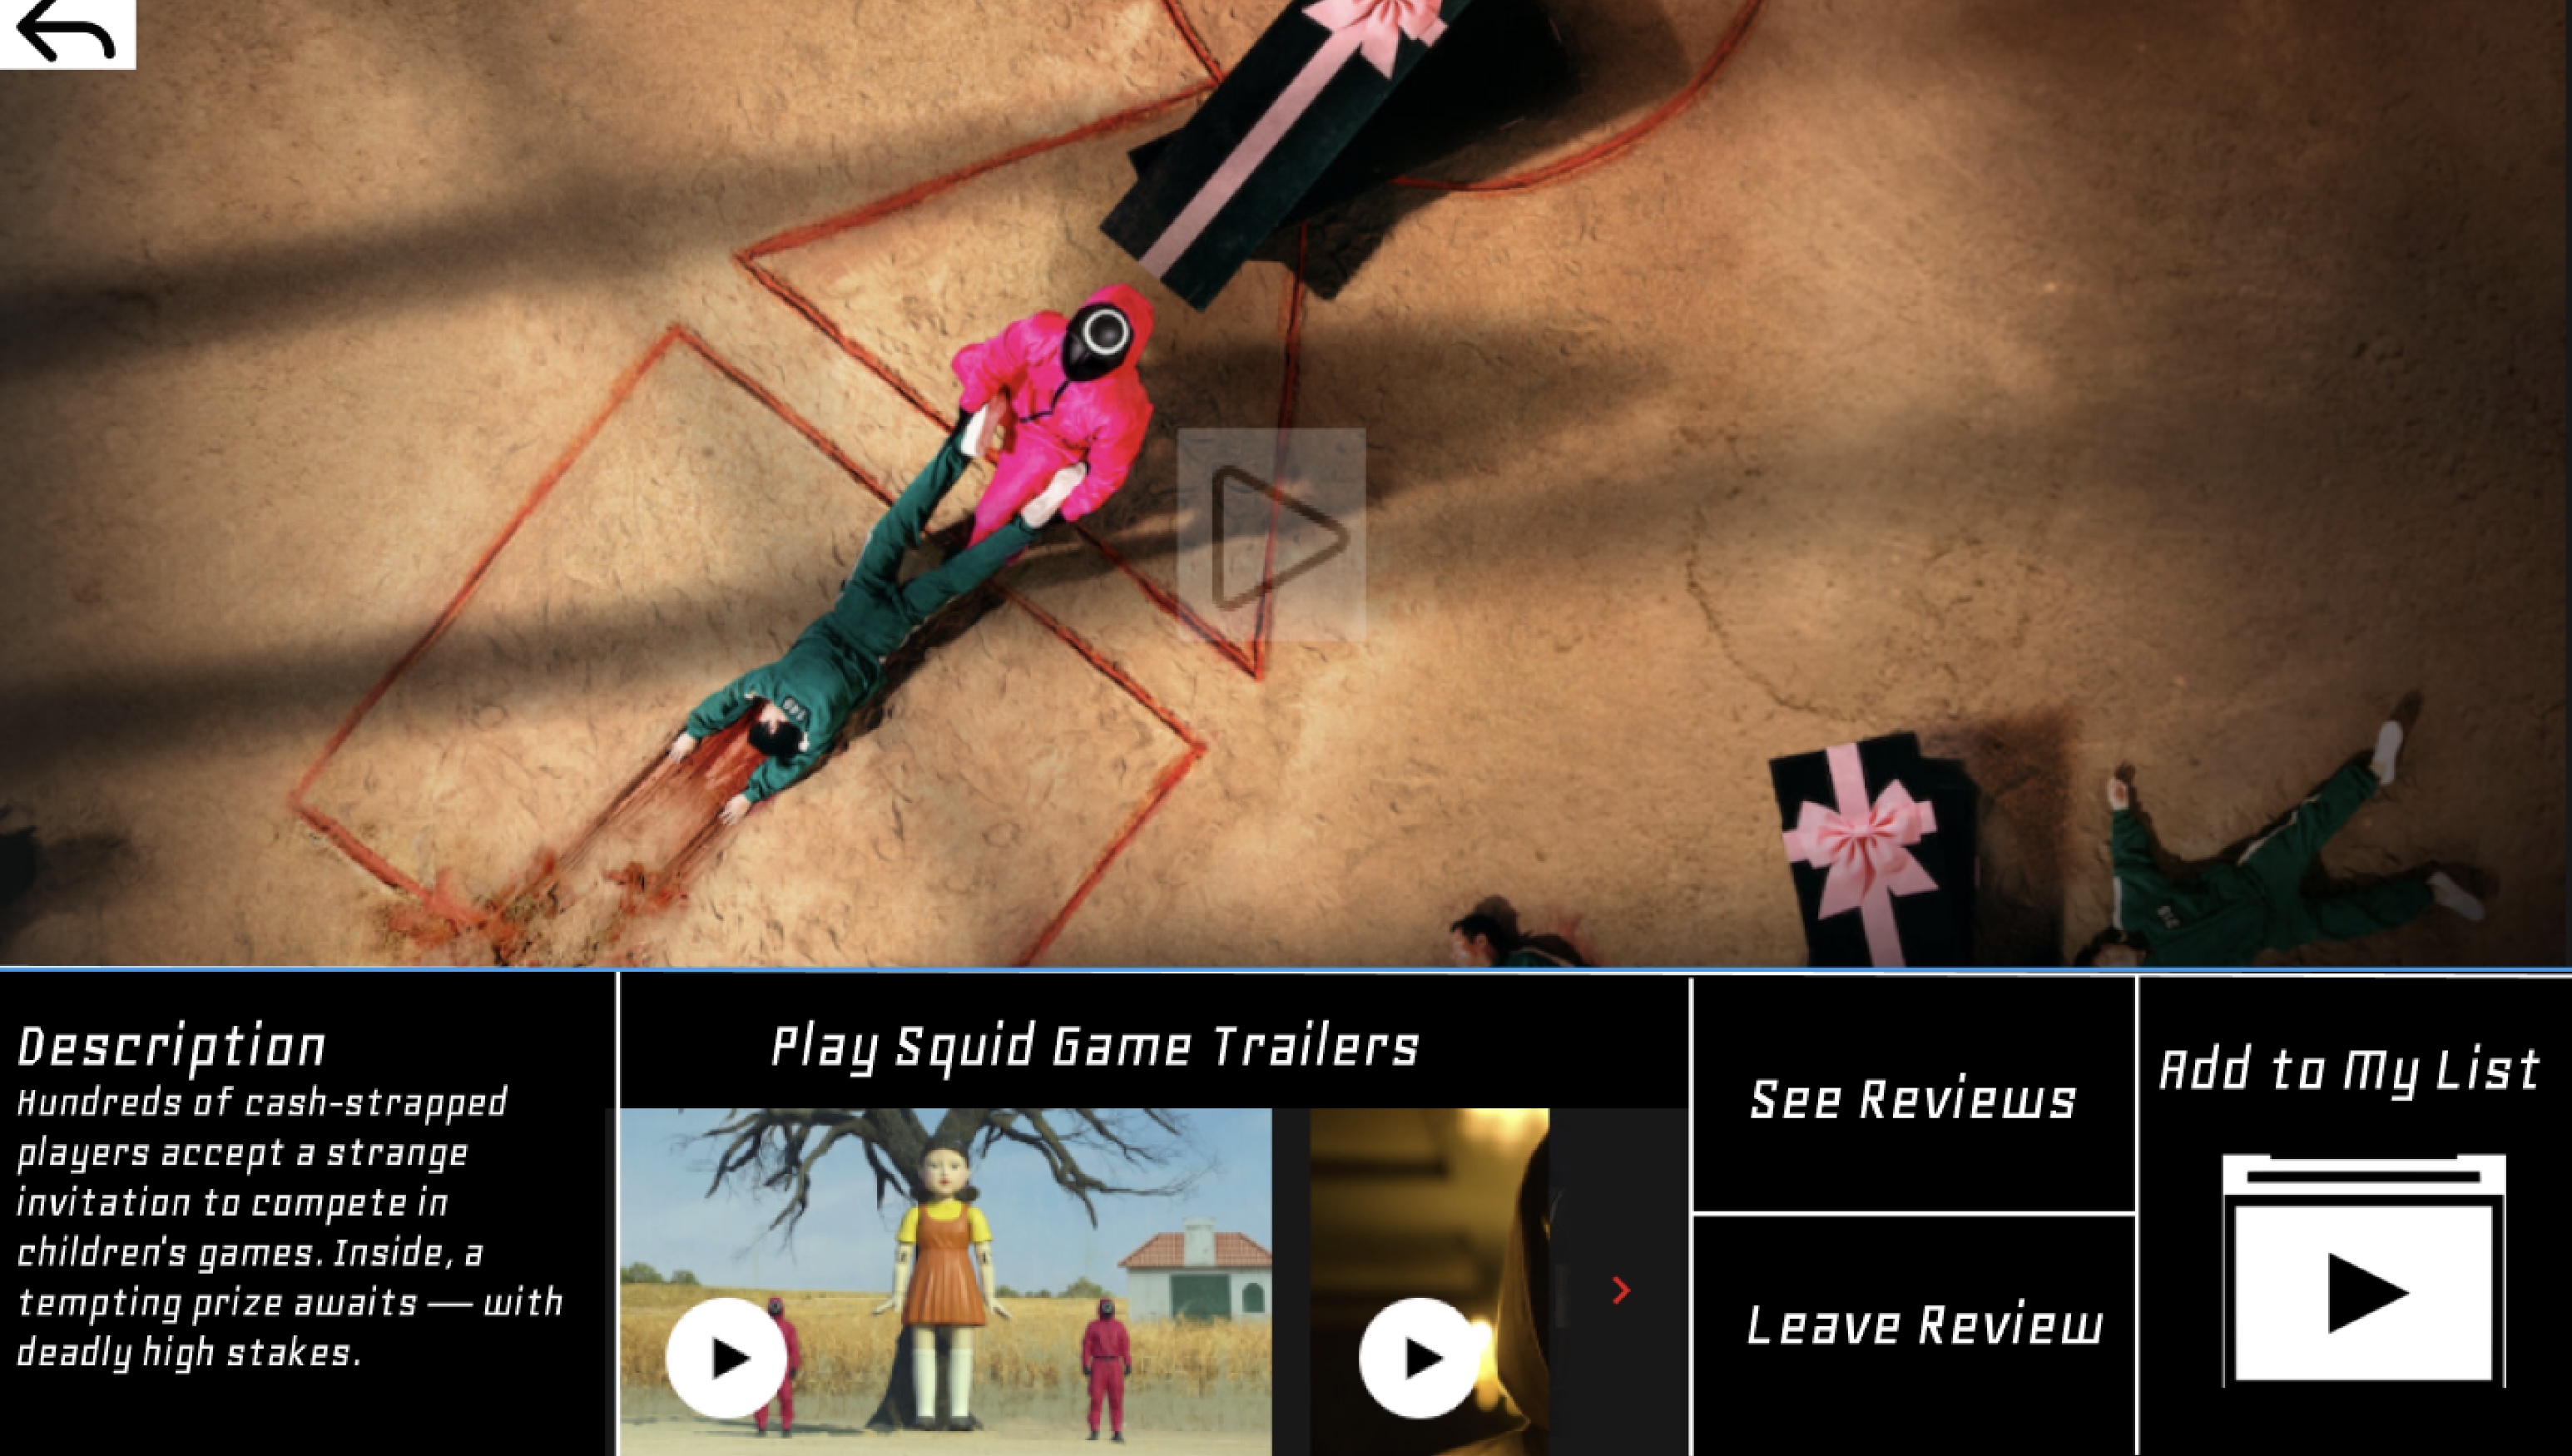 Description
Hundreds of cash-strapped
players accept a strange
invitation to compete in
children's games. Inside, a
tempting prize awaits — with
deadly high stakes.
Play Squid Game Trailers
See Reviews
Leave Review
Add to My List